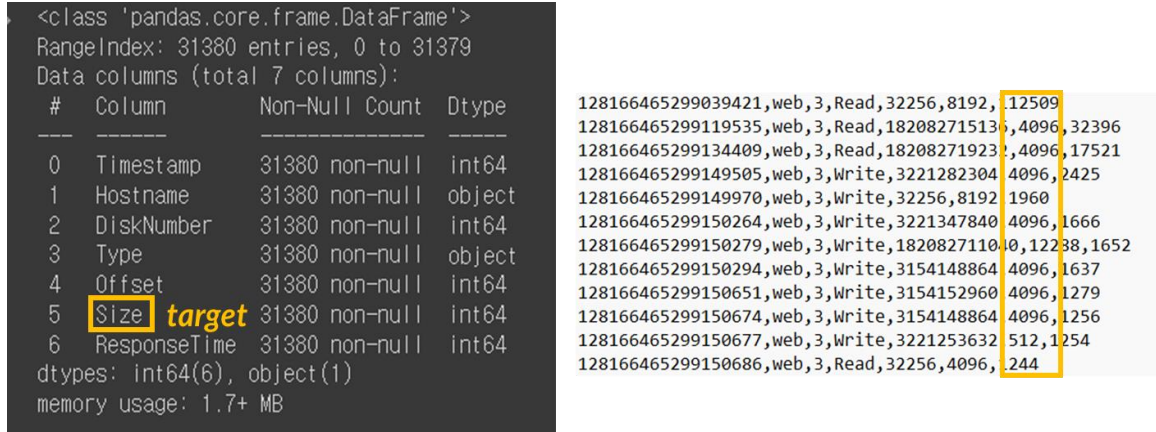 <class 'pandas.core.frame.DataFrame'>
RangeIndex: 31380 entries, 0 to 31379
Data columns (total 7 columns):
# Column Non-Null Count Dtype
--- ------ -------------- -----
0 Timestamp 31380 non-null int64
1 Hostname 31380 non-null object
2 DiskNumber 31380 non-null int64
3 Type 31380 non-null object
4 Offset 31380 non-null int64
5 Size target 31380 non-null int64
6 ResponseTime 31380 non-null int64
dtypes: int64(6), object(1)
memory usage: 1.7+ MB
128166465299039421,web,3,Read,32256,8192,112509
128166465299119535,web,3,Read,182082715136,4096,32396
128166465299134409,web,3,Read,182082719232,4096,17521
128166465299149505,web,3,Write,3221282304,4096,2425
128166465299149970,web,3,Write,32256,8192,1960
128166465299150264,web,3,Write,3221347840,4096,1666
128166465299150279,web,3,Write,182082711040,12288,1652
128166465299150294,web,3,Write,3154148864,4096,1637
128166465299150651,web,3,Write,3154152960,4096,1279
128166465299150674,web,3,Write,3154148864,4096,1256
128166465299150677,web,3,Write,3221253632,512,1254
128166465299150686,web,3,Read,32256,4096,1244